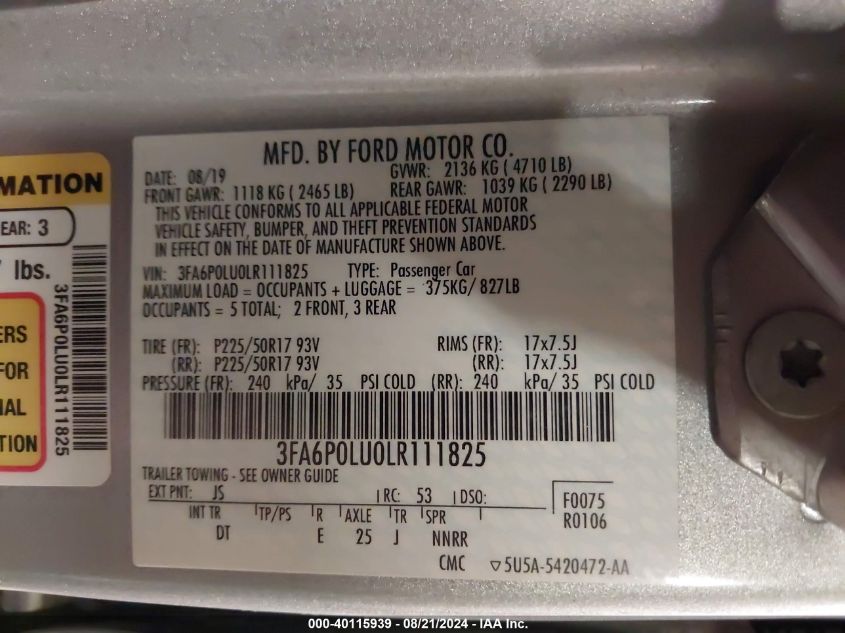 MATION
EAR: 3
lbs.
ERS
FOR
IAL
TION
3FA6P0LU0LR111825
MFD. BY FORD MOTOR CO.
DATE: 08/19 GVWR: 2136 KG ( 4710 LB)
FRONT GAWR: 1118 KG ( 2465 LB) REAR GAWR: 1039 KG ( 2290 LB)
THIS VEHICLE CONFORMS TO ALL APPLICABLE FEDERAL MOTOR
VEHICLE SAFETY, BUMPER, AND THEFT PREVENTION STANDARDS
IN EFFECT ON THE DATE OF MANUFACTURE SHOWN ABOVE.
VIN: 3FA6P0LU0LR111825 TYPE: Passenger Car
MAXIMUM LOAD = OCCUPANTS + LUGGAGE = 375KG/ 827LB
OCCUPANTS = 5 TOTAL; 2 FRONT, 3 REAR
TIRE (FR): P225/50R17 93V RIMS (FR): 17x7.5J
(RR): P225/50R17 93V (RR): 17x7.5J
PRESSURE (FR): 240 kPa/ 35 PSI COLD (RR): 240 kPa/ 35 PSI COLD
3FA6P0LU0LR111825
TRAILER TOWING - SEE OWNER GUIDE
EXT PNT: JS RC: 53 DSO: F0075
INT TR TP/PS R AXLE TR SPR R0106
DT E 25 J NNRR
CMC ▽5U5A-5420472-AA
000-40115939 - 08/21/2024 - IAA Inc.